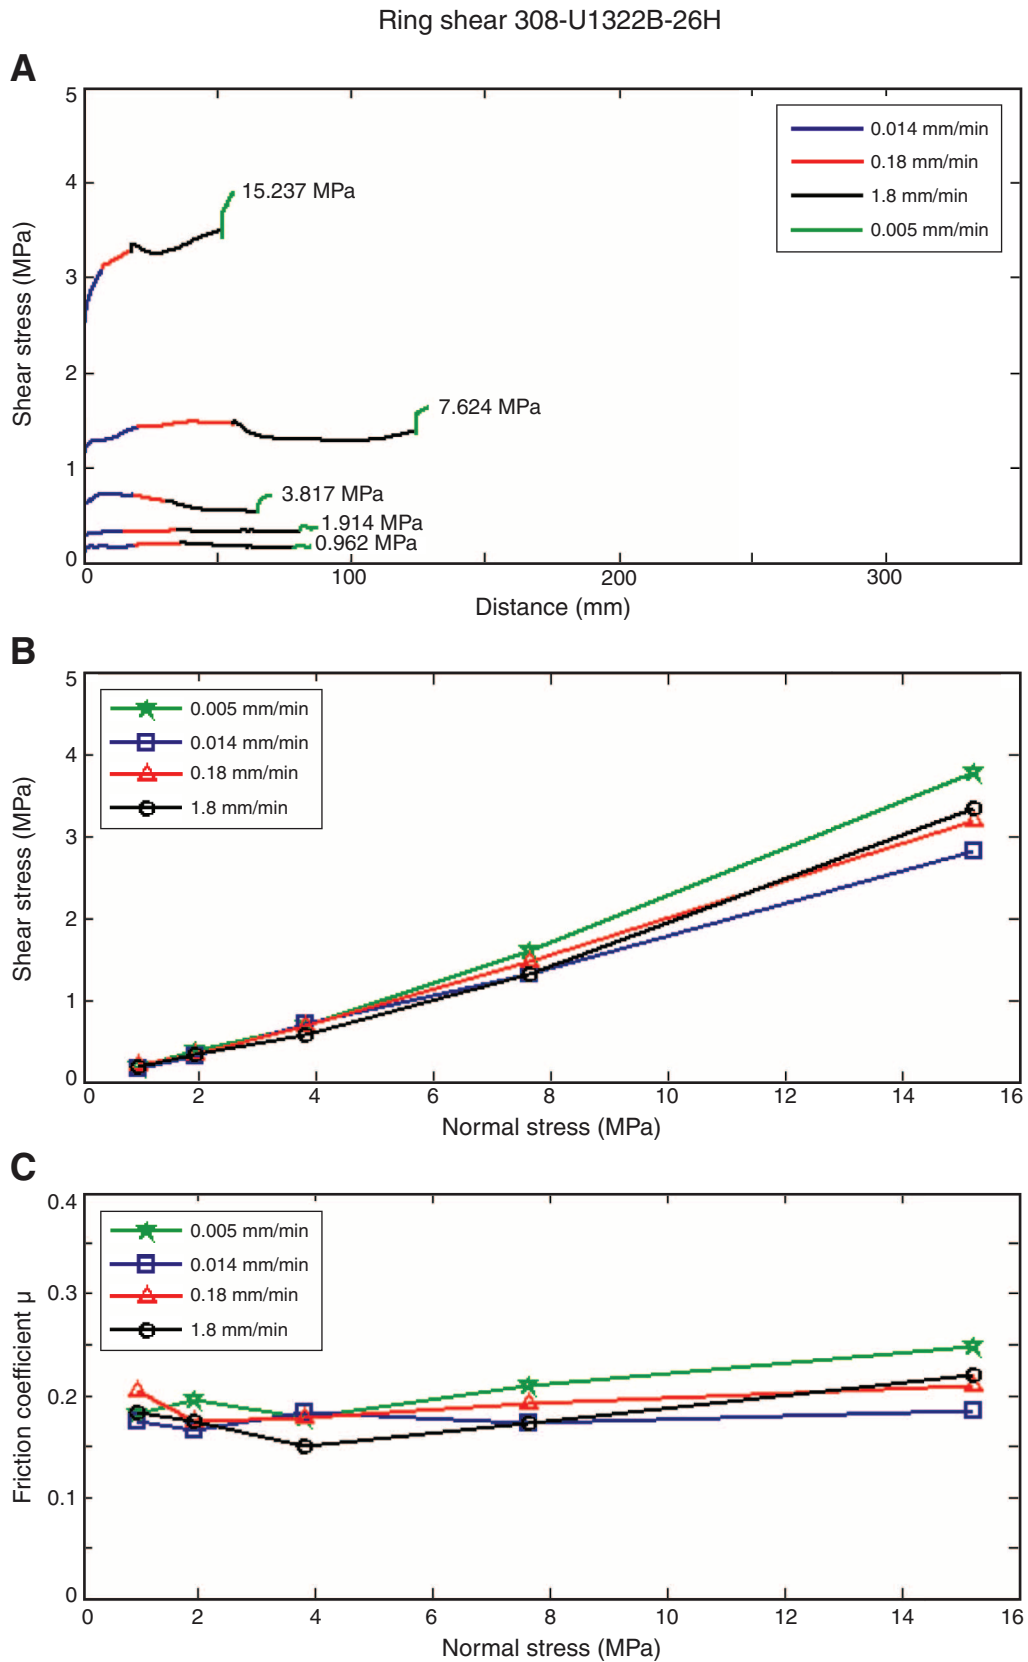 Ring shear 308-U1322B-26H
A
5
4
3
2
1
0
Shear stress (MPa)
0.014 mm/min
0.18 mm/min
1.8 mm/min
0.005 mm/min
15.237 MPa
7.624 MPa
3.817 MPa
1.914 MPa
0.962 MPa
0 100 200 300
Distance (mm)
B
5
4
3
2
1
0
Shear stress (MPa)
0.005 mm/min
0.014 mm/min
0.18 mm/min
1.8 mm/min
0 2 4 6 8 10 12 14 16
Normal stress (MPa)
C
0.4
0.3
0.2
0.1
0
Friction coefficient µ
0.005 mm/min
0.014 mm/min
0.18 mm/min
1.8 mm/min
0 2 4 6 8 10 12 14 16
Normal stress (MPa)